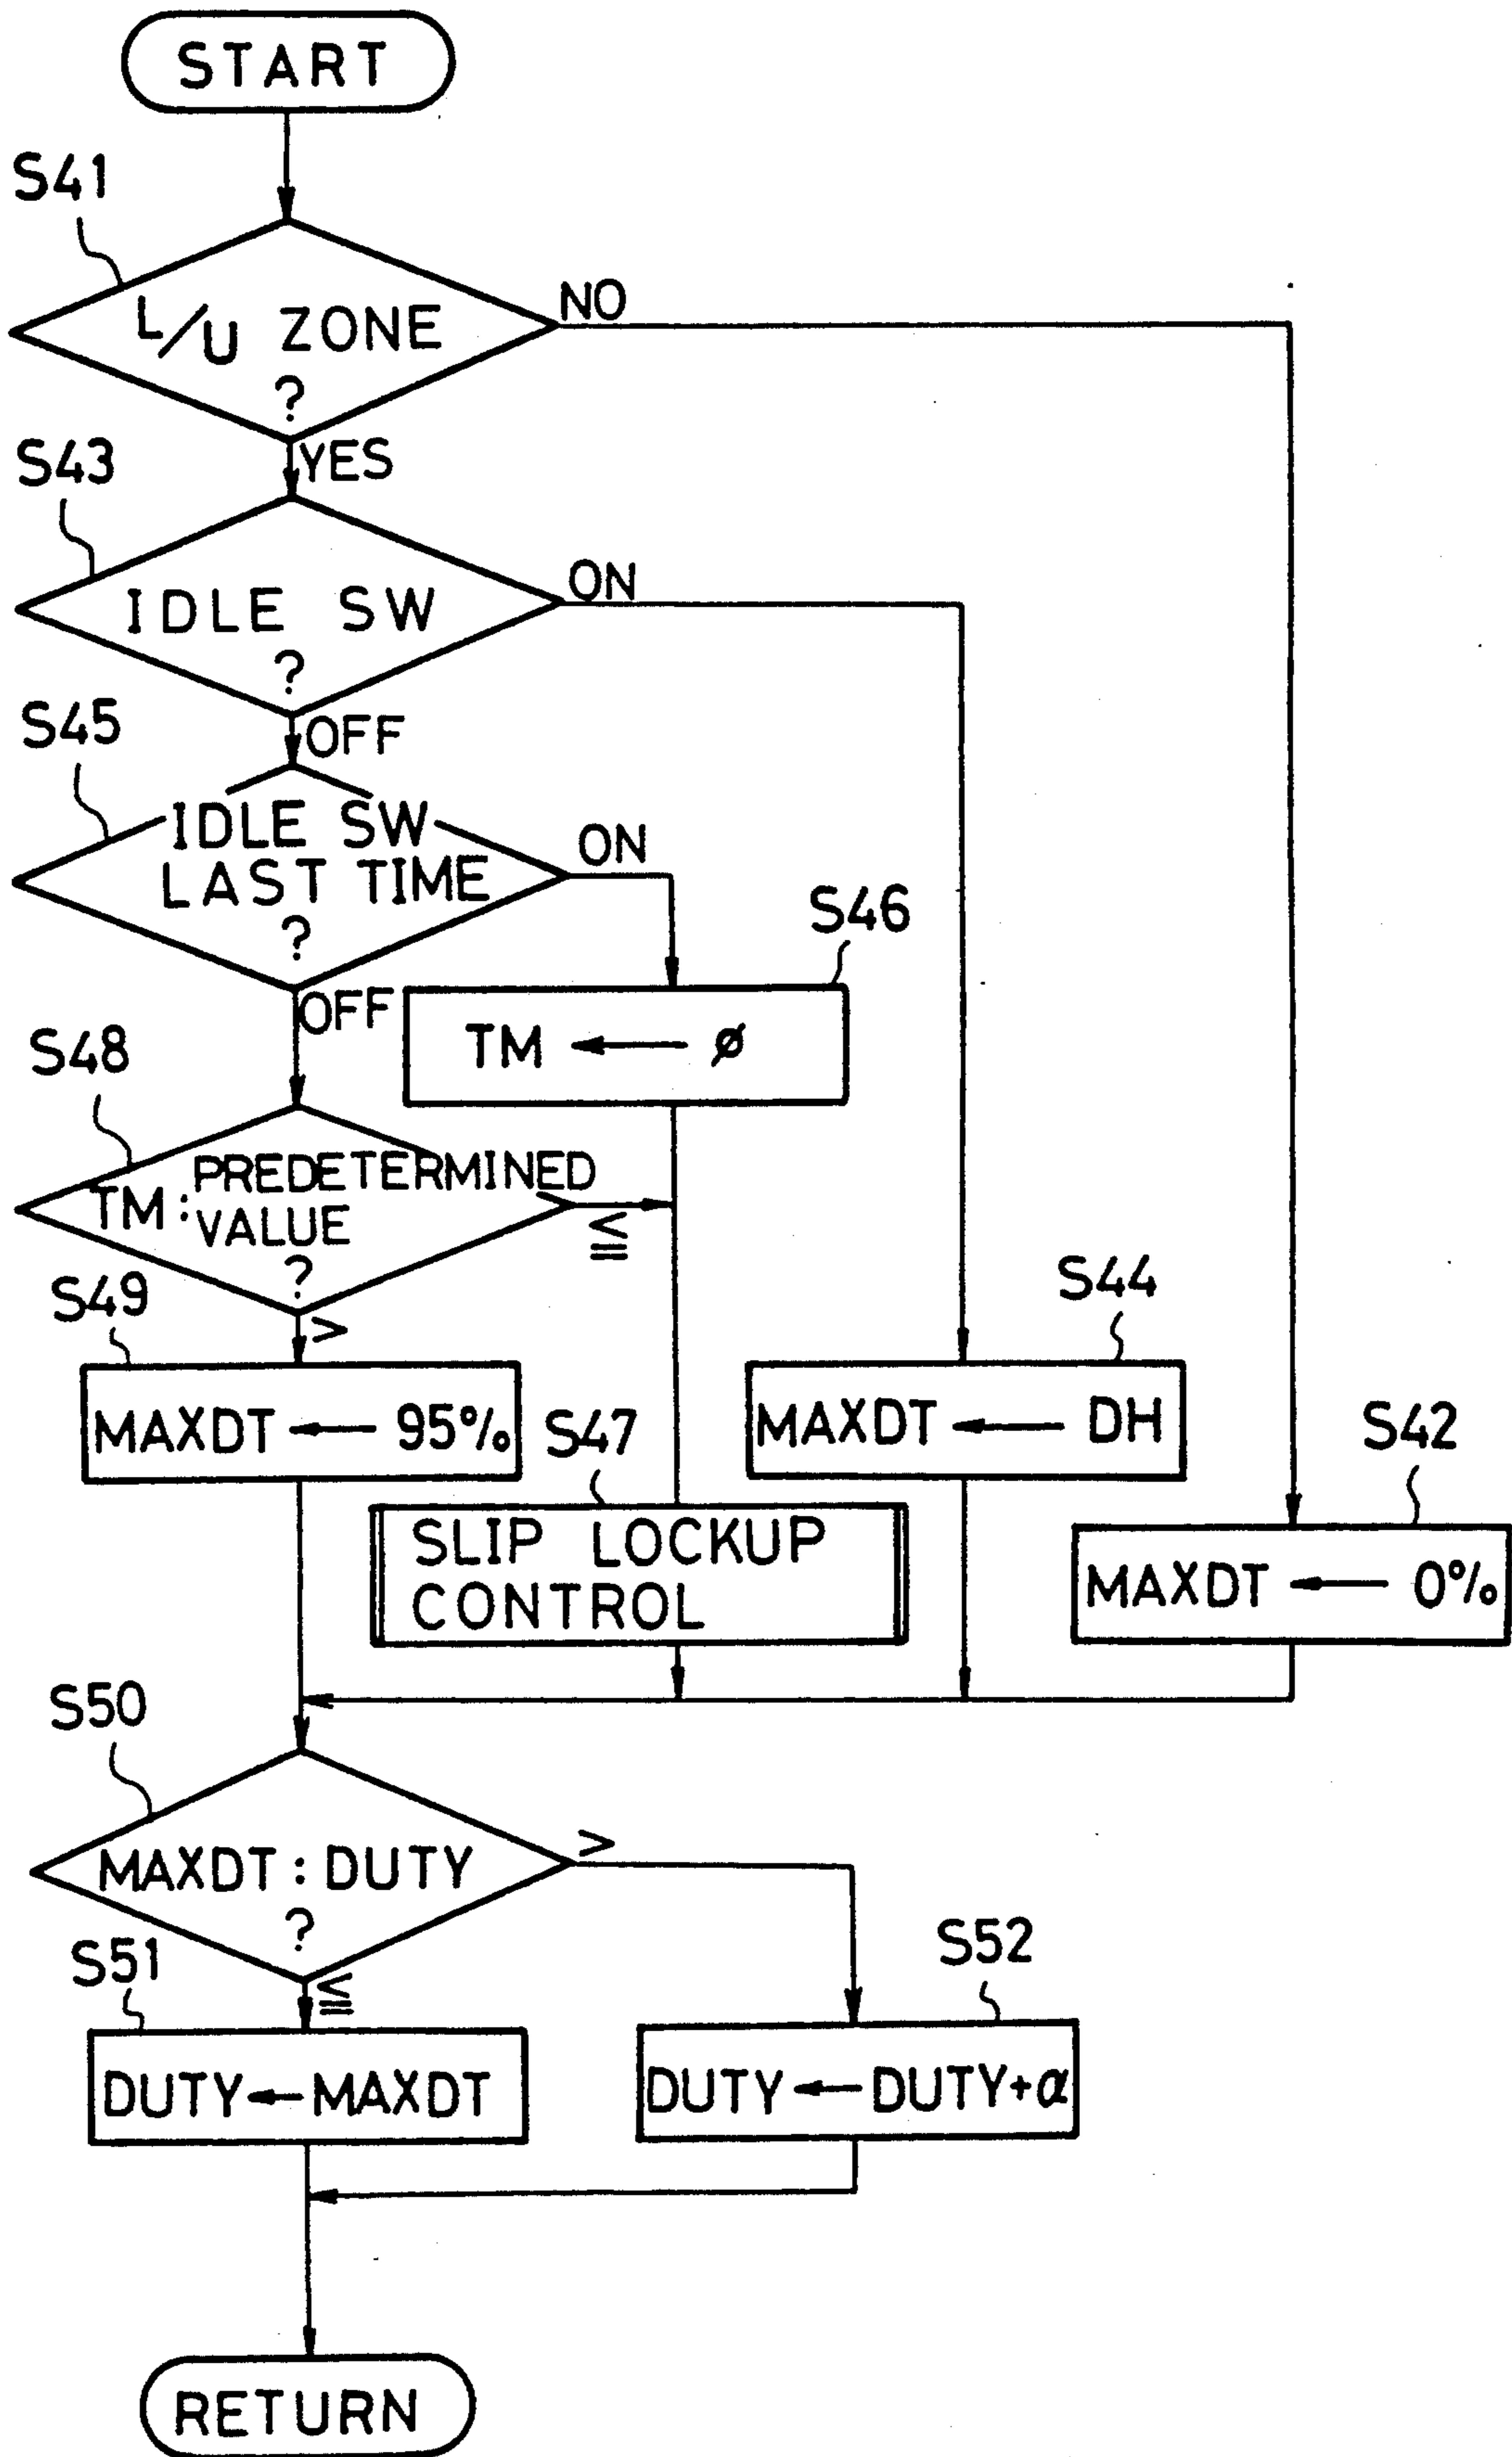 START
S41
L/U ZONE
?
NO
YES
S43
IDLE SW
?
ON
OFF
S45
IDLE SW
LAST TIME
?
ON
OFF
S46
TM ← ø
S48
TM : PREDETERMINED
VALUE
?
≦
>
S49
MAXDT ← 95%
S47
SLIP LOCKUP
CONTROL
S44
MAXDT ← DH
S42
MAXDT ← 0%
S50
MAXDT : DUTY
?
>
≦
S51
DUTY ← MAXDT
S52
DUTY ← DUTY+α
RETURN